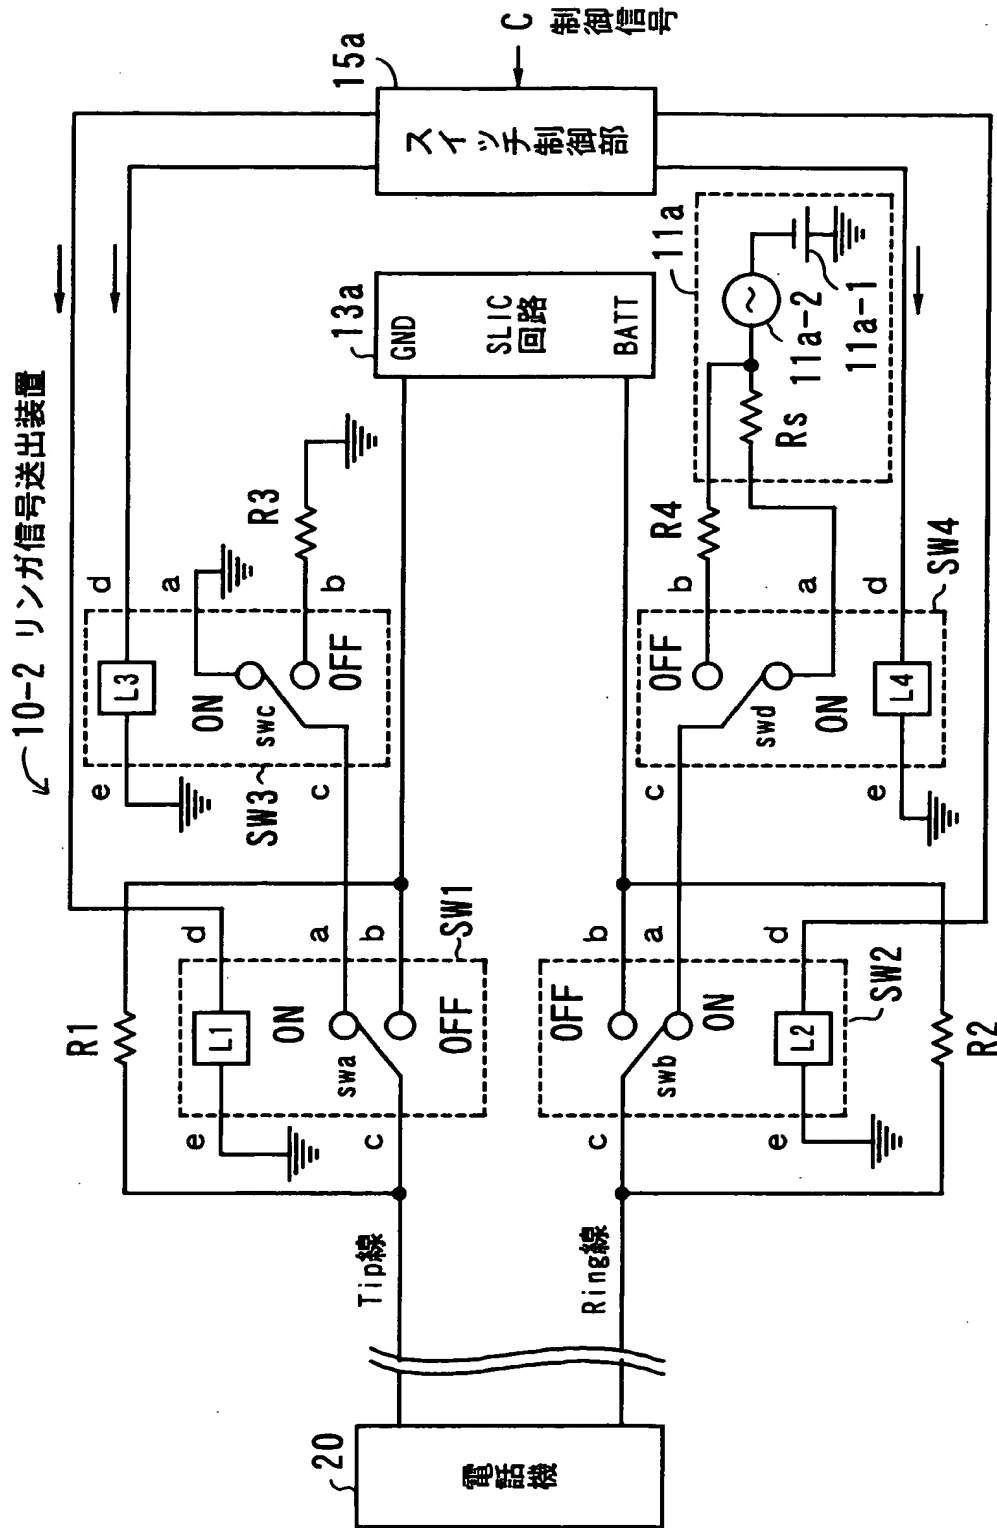 10-2 リンガ信号送出装置
C 制御信号
15a
スイッチ制御部
13a
GND
SLIC
回路
BATT
11a
11a-2
11a-1
Rs
R3
R4
d
a
b
L3
ON
OFF
swc
SW3
e
c
b
a
d
OFF
ON
swd
L4
SW4
c
e
R1
d
a
b
L1
ON
OFF
swa
SW1
e
c
b
a
d
OFF
ON
swb
L2
SW2
c
e
R2
Tip線
Ring線
20
電話機